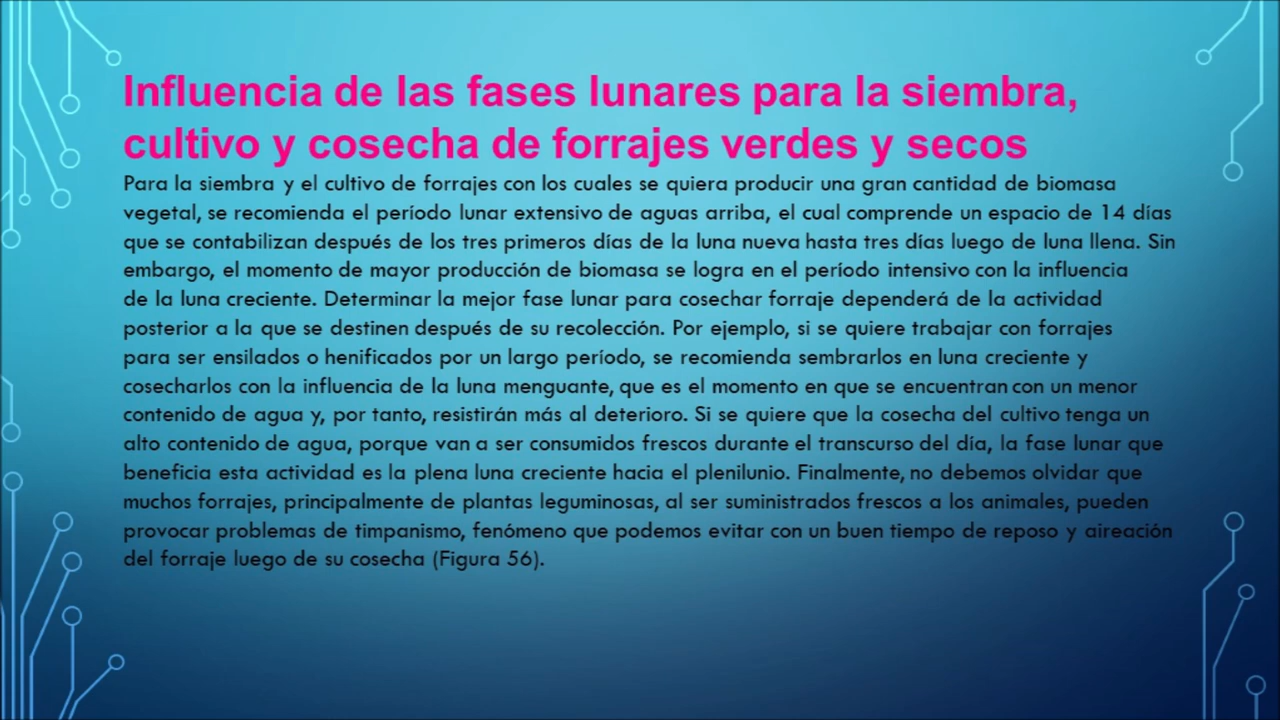 Influencia de las fases lunares para la siembra,
cultivo y cosecha de forrajes verdes y secos
Para la siembra y el cultivo de forrajes con los cuales se quiera producir una gran cantidad de biomasa
vegetal, se recomienda el período lunar extensivo de aguas arriba, el cual comprende un espacio de 14 días
que se contabilizan después de los tres primeros días de la luna nueva hasta tres días luego de luna llena. Sin
embargo, el momento de mayor producción de biomasa se logra en el período intensivo con la influencia
de la luna creciente. Determinar la mejor fase lunar para cosechar forraje dependerá de la actividad
posterior a la que se destinen después de su recolección. Por ejemplo, si se quiere trabajar con forrajes
para ser ensilados o henificados por un largo período, se recomienda sembrarlos en luna creciente y
cosecharlos con la influencia de la luna menguante, que es el momento en que se encuentran con un menor
contenido de agua y, por tanto, resistirán más al deterioro. Si se quiere que la cosecha del cultivo tenga un
alto contenido de agua, porque van a ser consumidos frescos durante el transcurso del día, la fase lunar que
beneficia esta actividad es la plena luna creciente hacia el plenilunio. Finalmente, no debemos olvidar que
muchos forrajes, principalmente de plantas leguminosas, al ser suministrados frescos a los animales, pueden
provocar problemas de timpanismo, fenómeno que podemos evitar con un buen tiempo de reposo y aireación
del forraje luego de su cosecha (Figura 56).